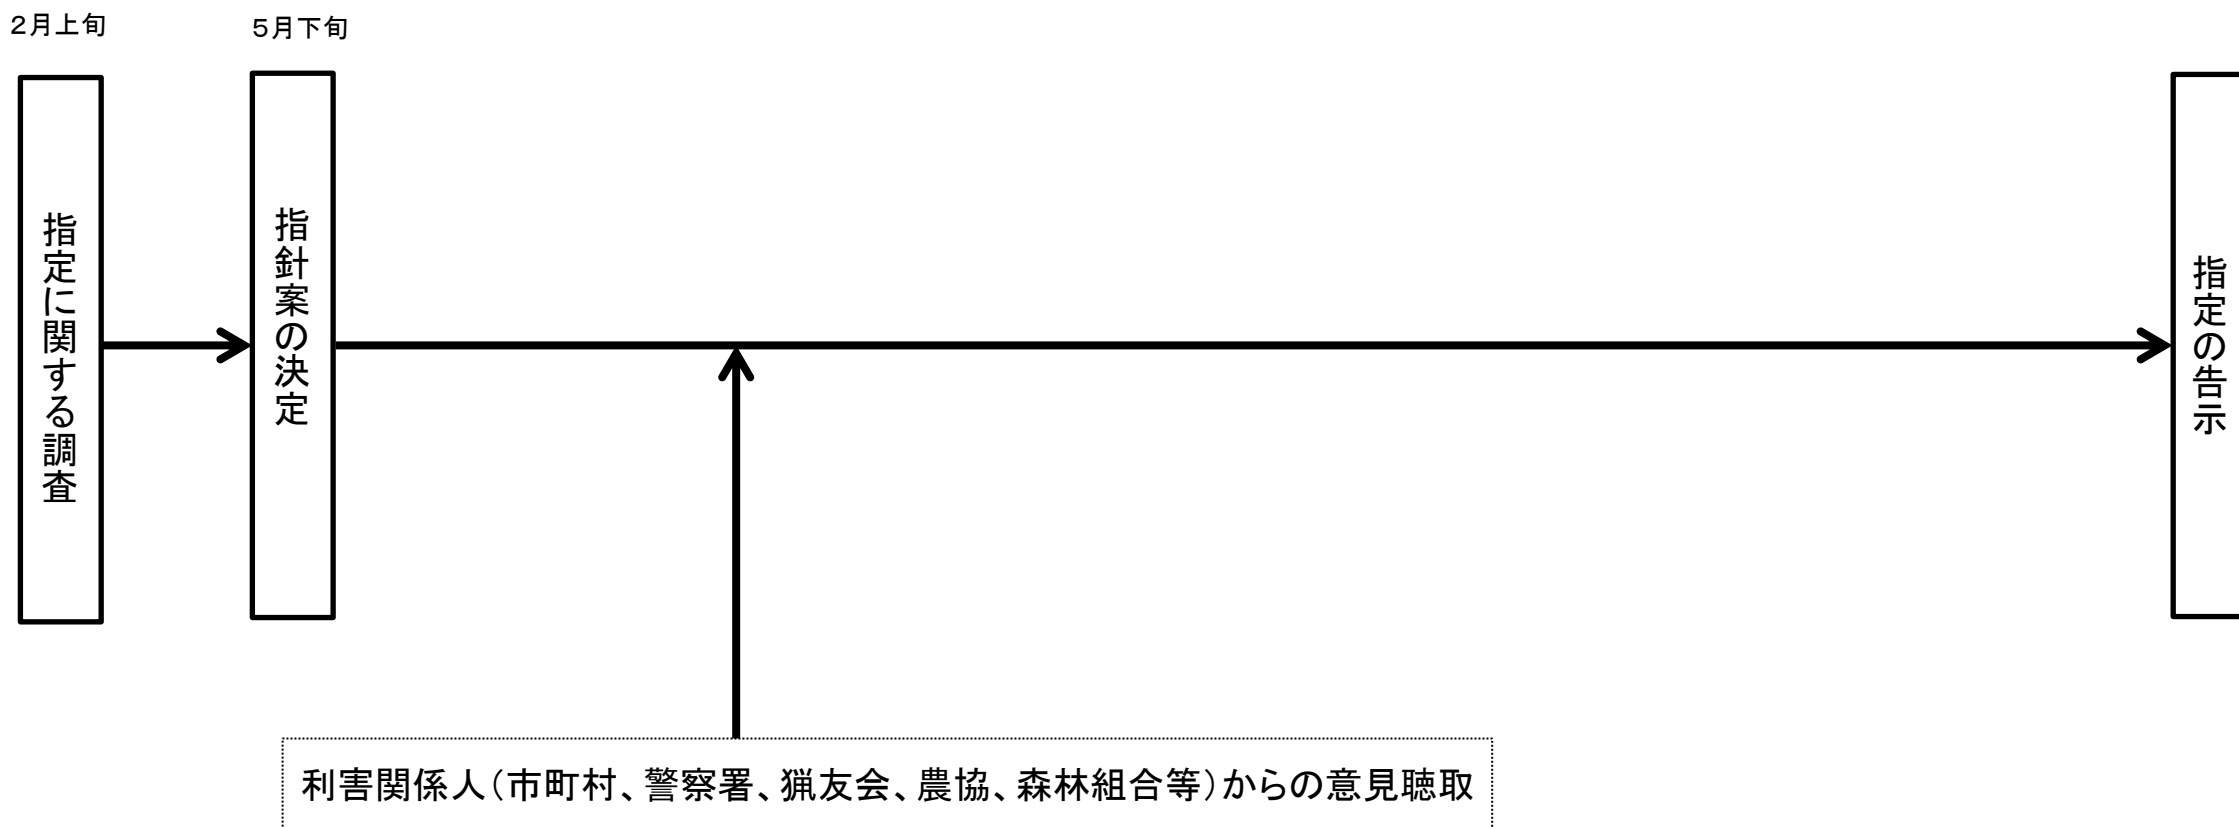 ２月上旬
５月下旬
指定に関する調査
指針案の決定
指定の告示
利害関係人（市町村、警察署、猟友会、農協、森林組合等）からの意見聴取